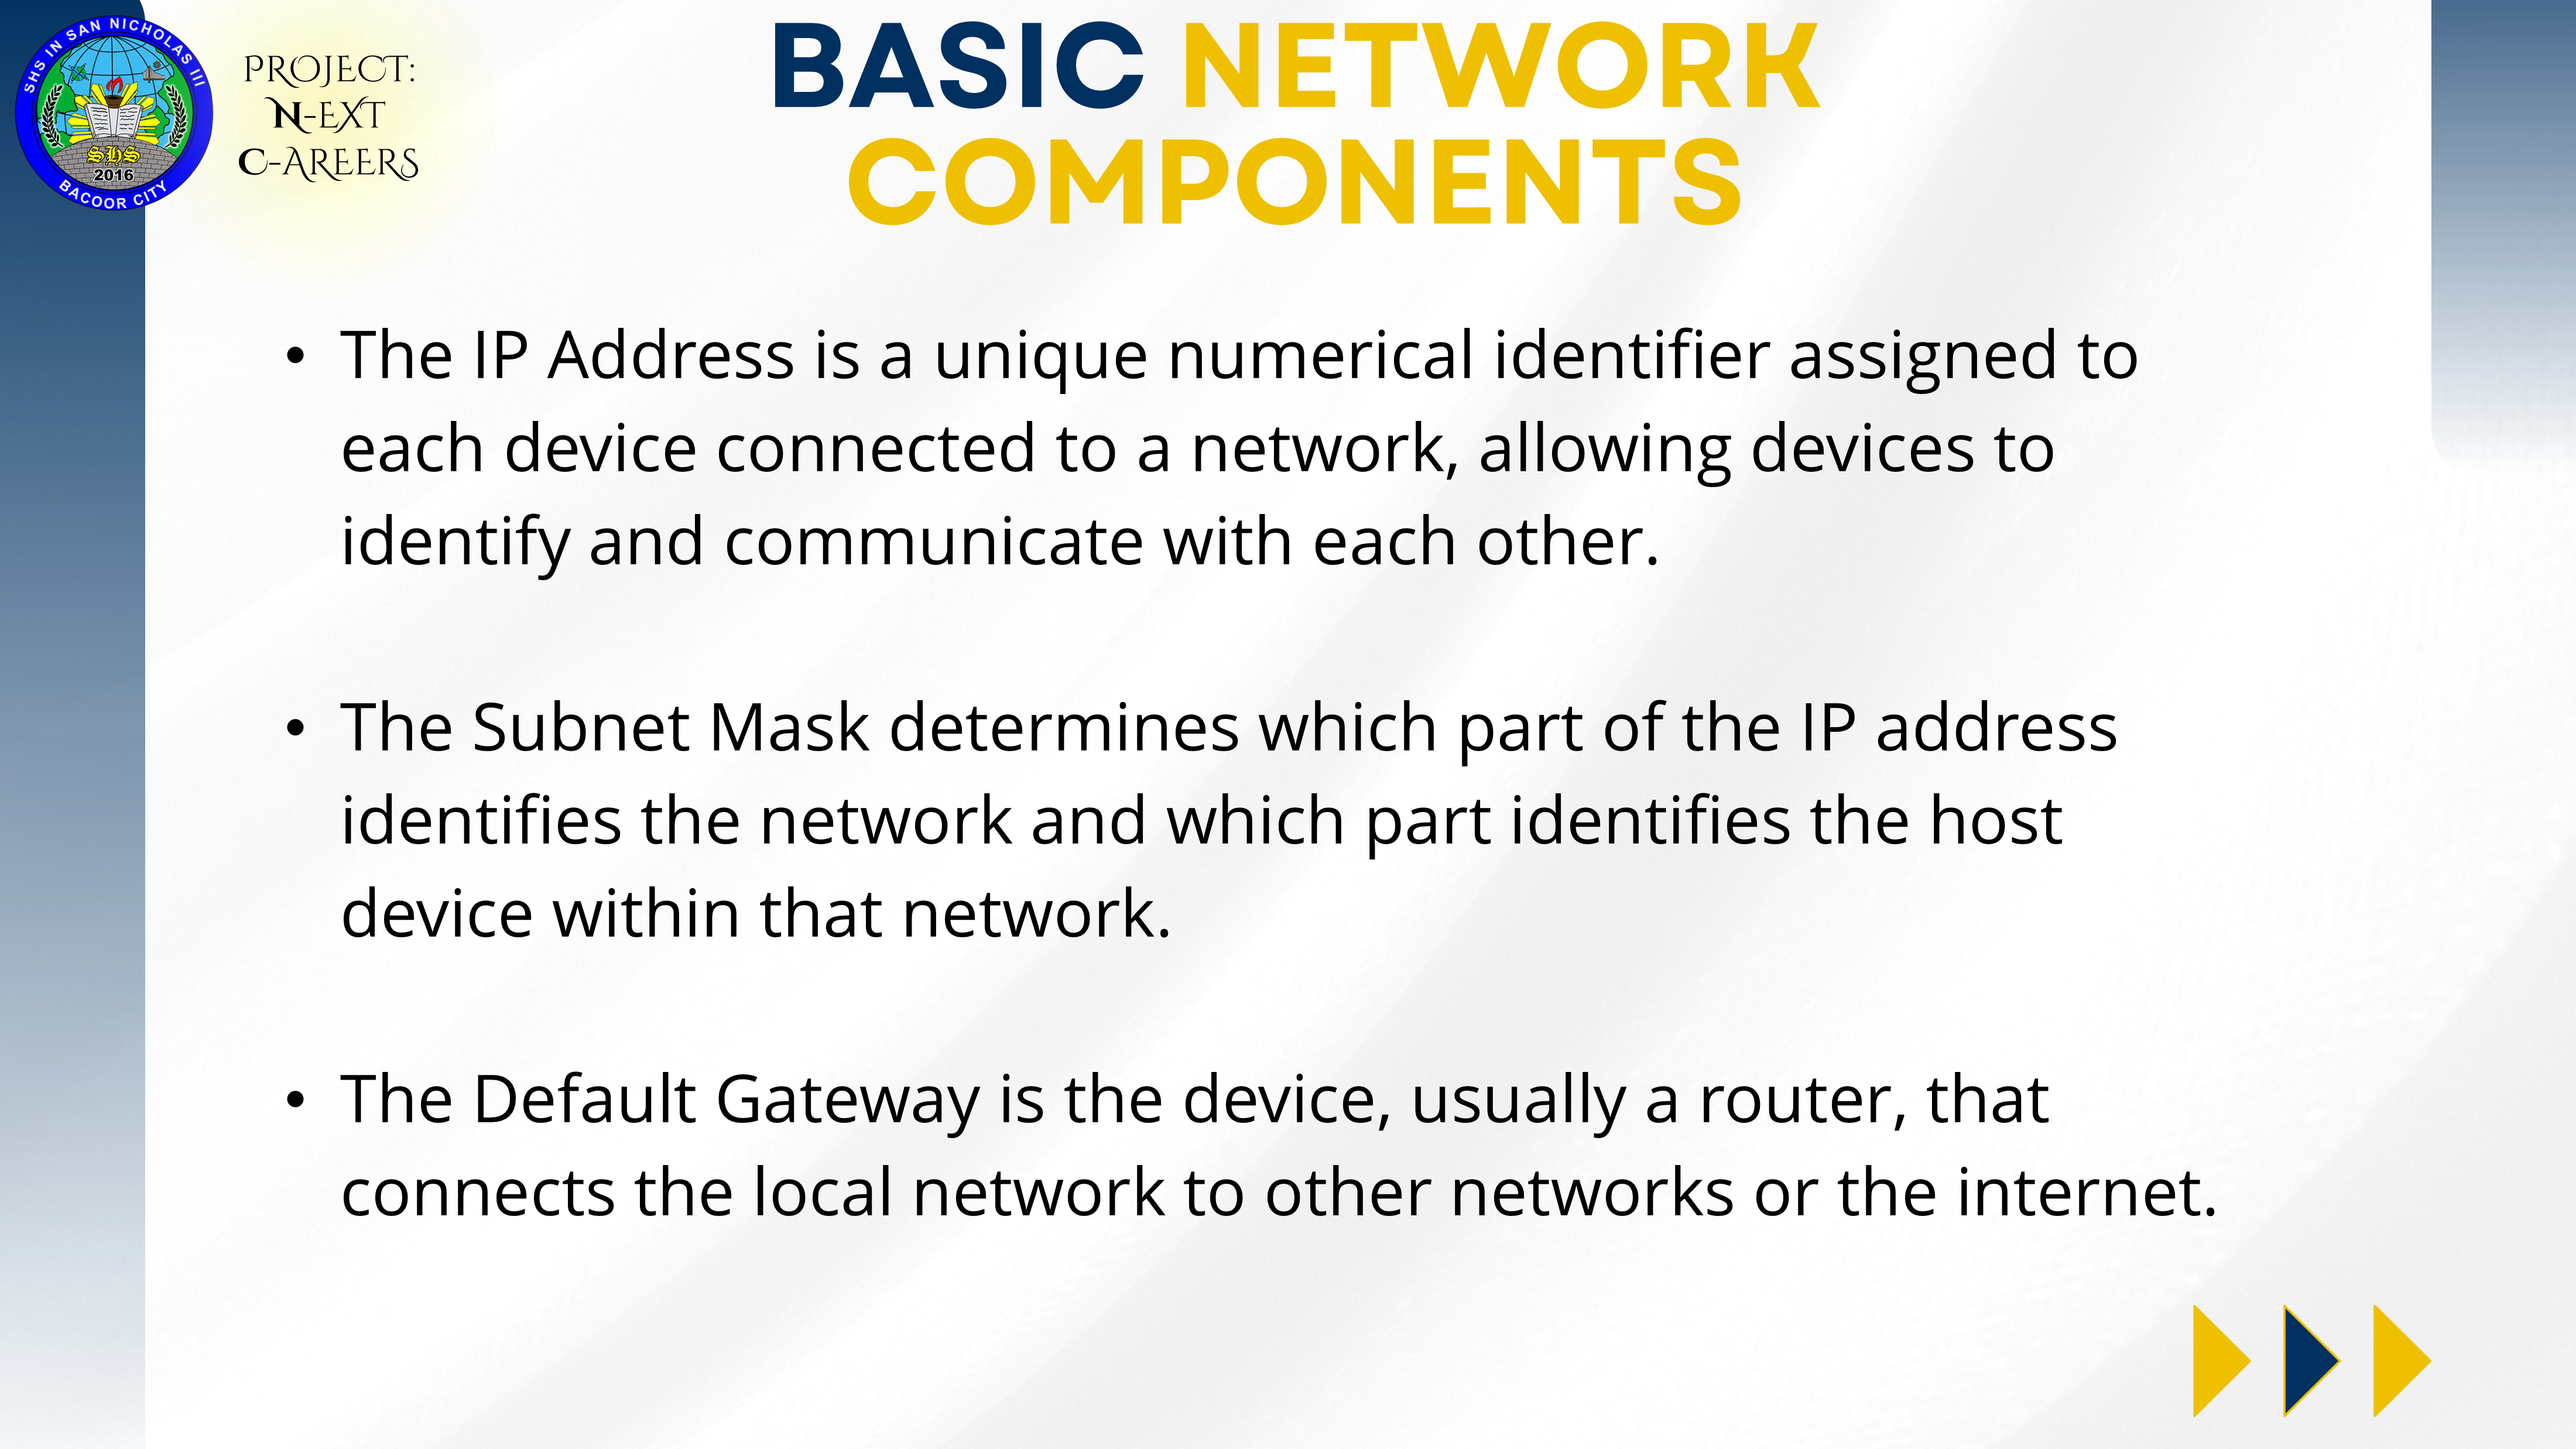 SHS IN SAN NICHOLAS III
SHS
2016
BACOOR CITY
PROJECT:
N-EXT
C-AREERS
BASIC NETWORK
COMPONENTS
• The IP Address is a unique numerical identifier assigned to
each device connected to a network, allowing devices to
identify and communicate with each other.
• The Subnet Mask determines which part of the IP address
identifies the network and which part identifies the host
device within that network.
• The Default Gateway is the device, usually a router, that
connects the local network to other networks or the internet.